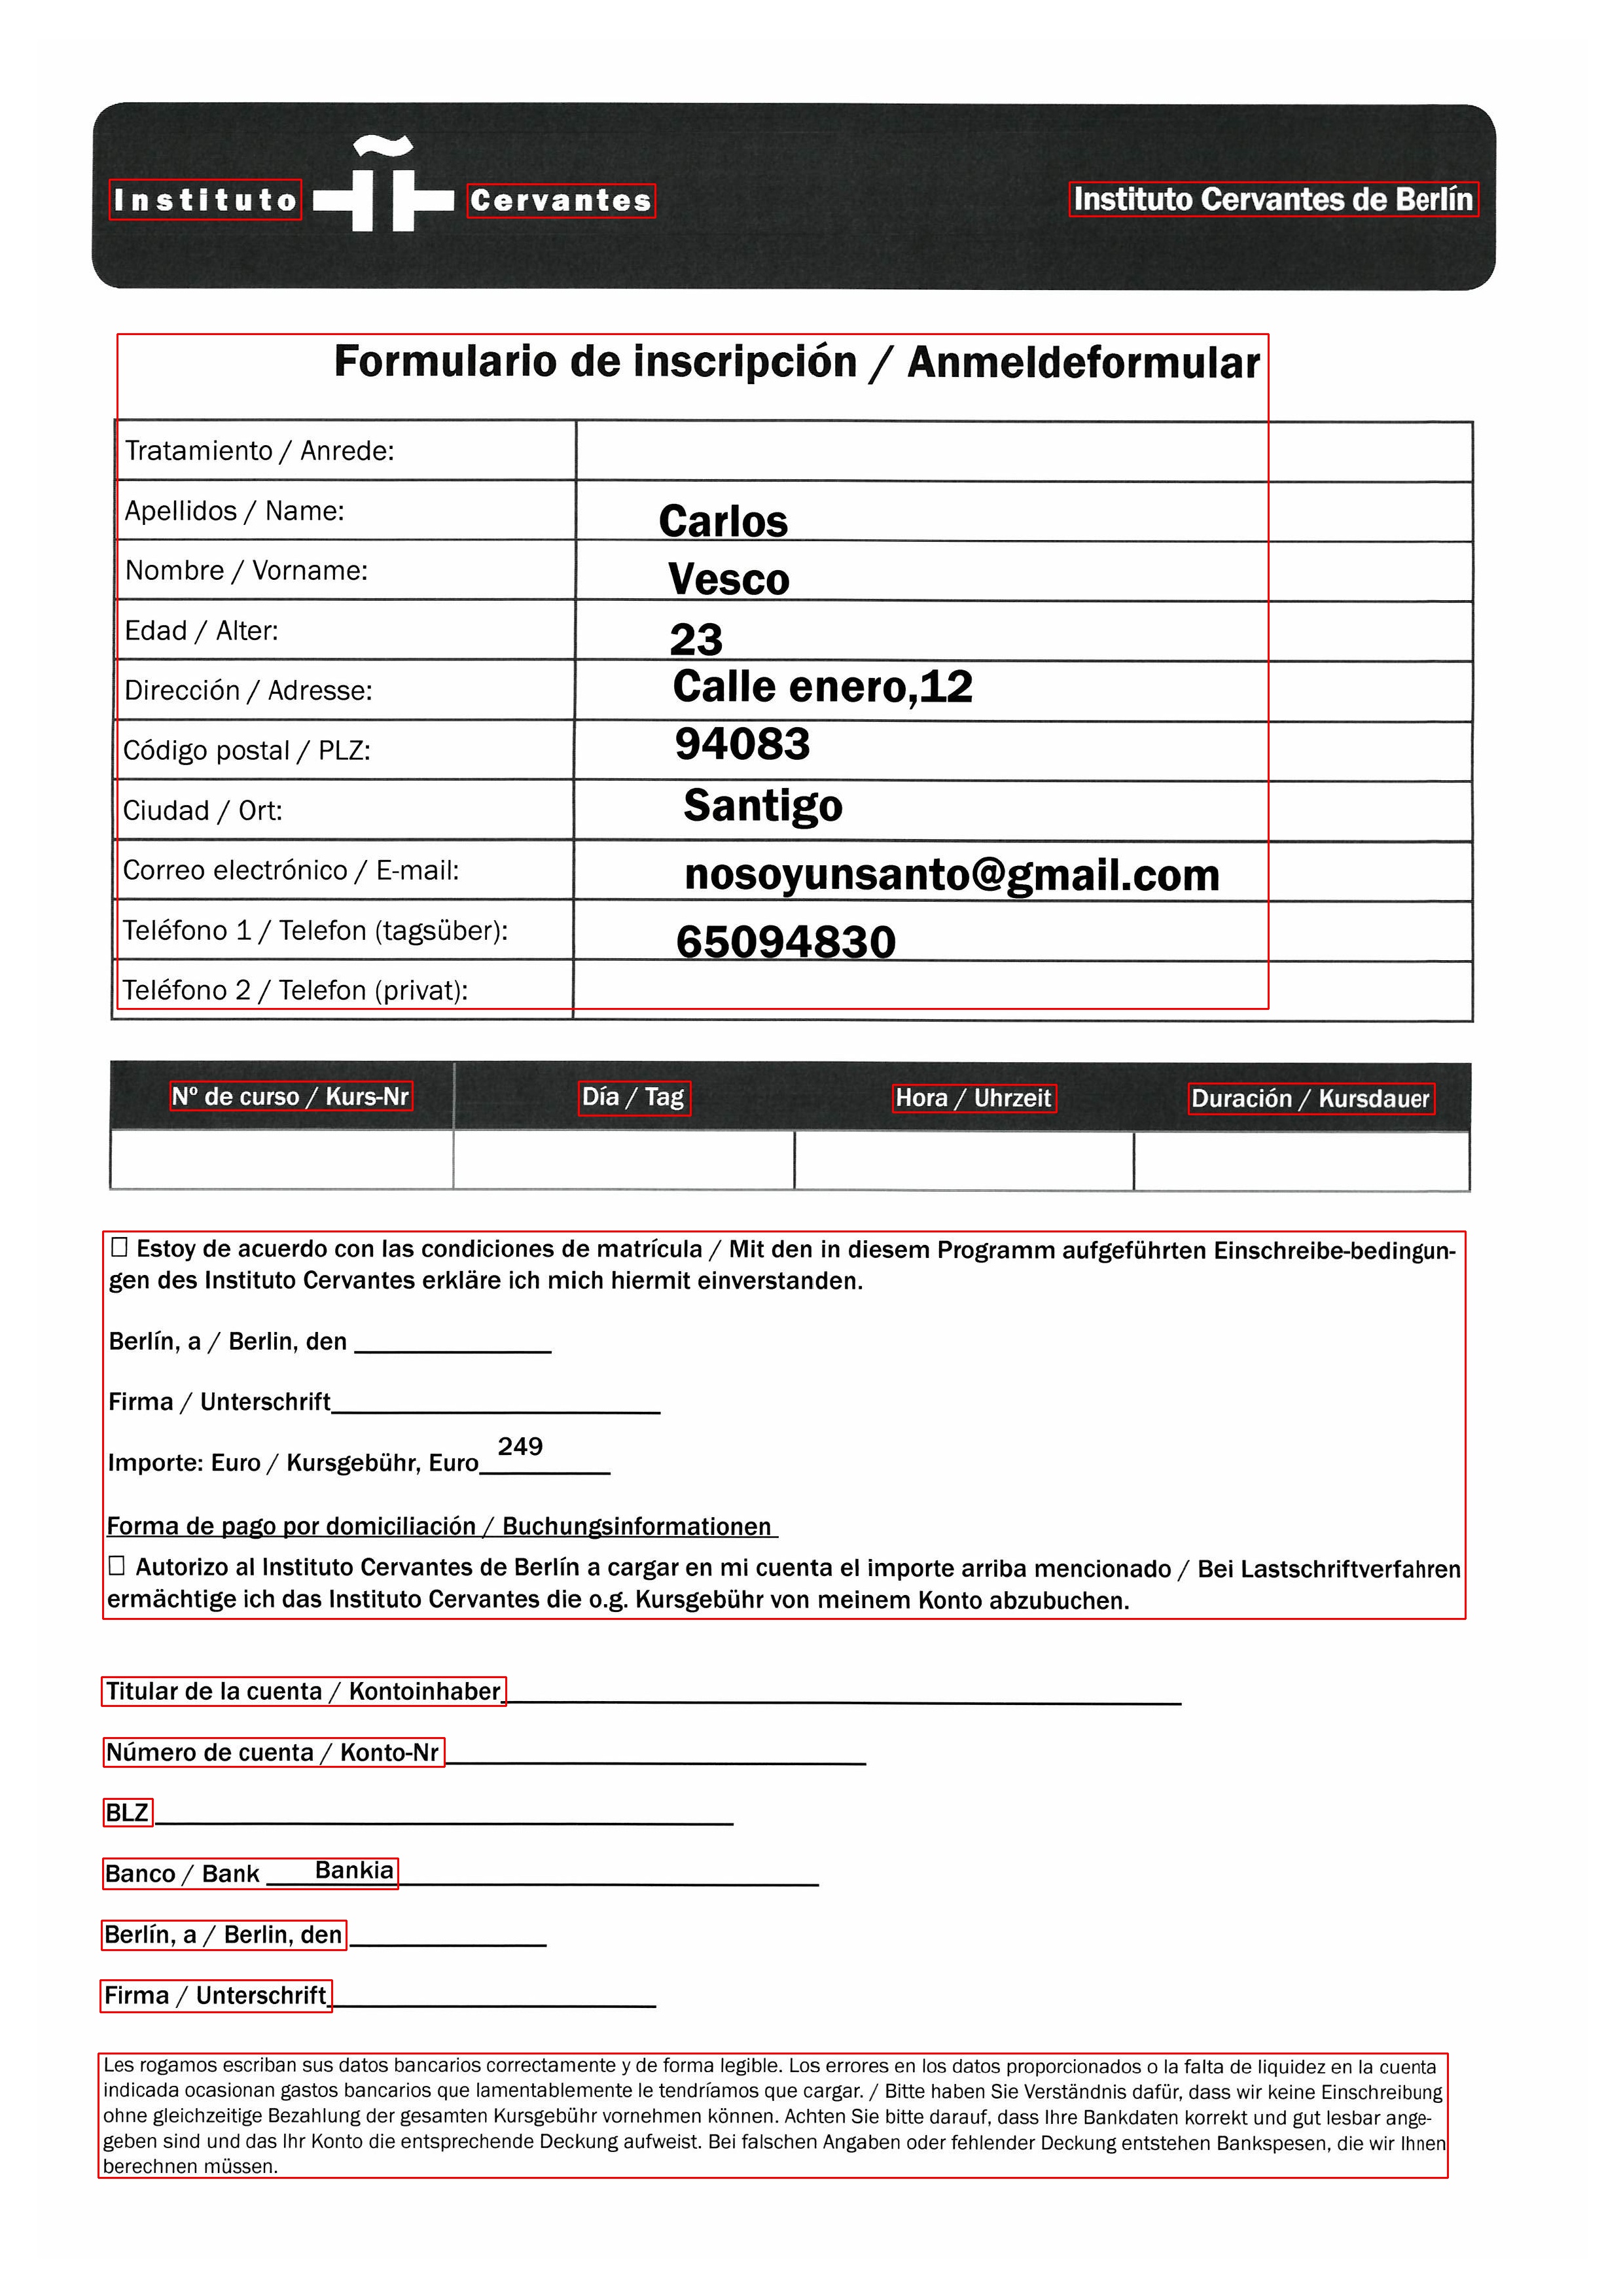 Instituto Cervantes
Instituto Cervantes de Berlín
Formulario de inscripción / Anmeldeformular
Tratamiento / Anrede:
Apellidos / Name: Carlos
Nombre / Vorname: Vesco
Edad / Alter: 23
Dirección / Adresse: Calle enero,12
Código postal / PLZ: 94083
Ciudad / Ort: Santigo
Correo electrónico / E-mail: nosoyunsanto@gmail.com
Teléfono 1 / Telefon (tagsüber): 65094830
Teléfono 2 / Telefon (privat):
Nº de curso / Kurs-Nr Día / Tag Hora / Uhrzeit Duración / Kursdauer
☐ Estoy de acuerdo con las condiciones de matrícula / Mit den in diesem Programm aufgeführten Einschreibe-bedingun-
gen des Instituto Cervantes erkläre ich mich hiermit einverstanden.
Berlín, a / Berlin, den
Firma / Unterschrift
Importe: Euro / Kursgebühr, Euro 249
Forma de pago por domiciliación / Buchungsinformationen
☐ Autorizo al Instituto Cervantes de Berlín a cargar en mi cuenta el importe arriba mencionado / Bei Lastschriftverfahren
ermächtige ich das Instituto Cervantes die o.g. Kursgebühr von meinem Konto abzubuchen.
Titular de la cuenta / Kontoinhaber
Número de cuenta / Konto-Nr
BLZ
Banco / Bank Bankia
Berlín, a / Berlin, den
Firma / Unterschrift
Les rogamos escriban sus datos bancarios correctamente y de forma legible. Los errores en los datos proporcionados o la falta de liquidez en la cuenta
indicada ocasionan gastos bancarios que lamentablemente le tendríamos que cargar. / Bitte haben Sie Verständnis dafür, dass wir keine Einschreibung
ohne gleichzeitige Bezahlung der gesamten Kursgebühr vornehmen können. Achten Sie bitte darauf, dass Ihre Bankdaten korrekt und gut lesbar ange-
geben sind und das Ihr Konto die entsprechende Deckung aufweist. Bei falschen Angaben oder fehlender Deckung entstehen Bankspesen, die wir Ihnen
berechnen müssen.